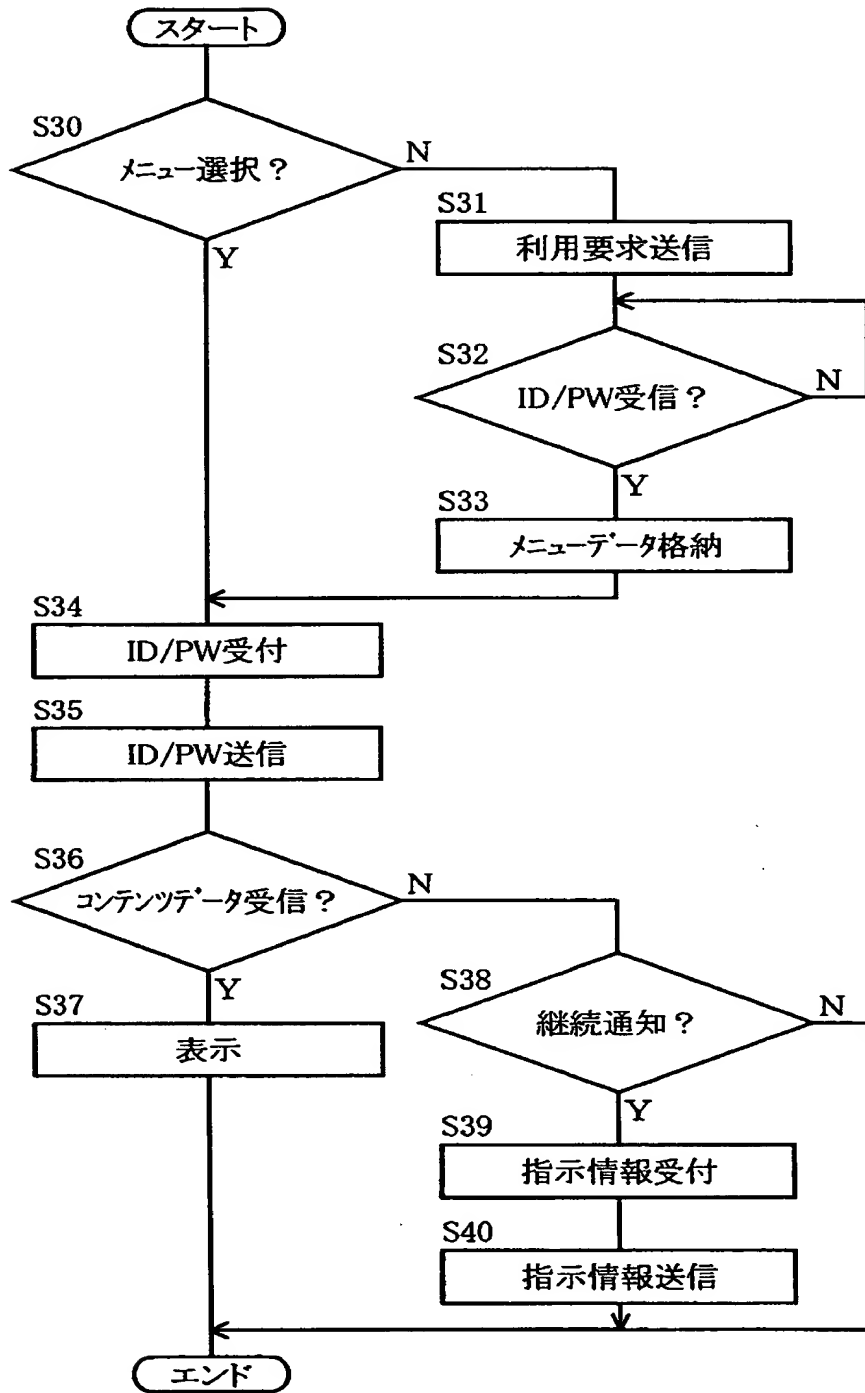 スタート
S30
メニュー選択?
N
Y
S31
利用要求送信
S32
ID/PW受信?
N
Y
S33
メニューデータ格納
S34
ID/PW受付
S35
ID/PW送信
S36
コンテンツデータ受信?
N
Y
S37
表示
S38
継続通知?
N
Y
S39
指示情報受付
S40
指示情報送信
エンド